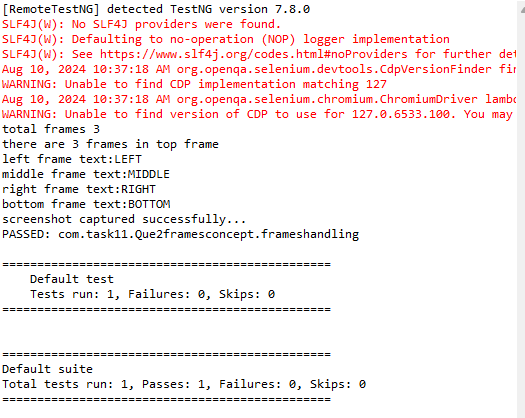 [RemoteTestNG] detected TestNG version 7.8.0
SLF4J(W): No SLF4J providers were found.
SLF4J(W): Defaulting to no-operation (NOP) logger implementation
SLF4J(W): See https://www.slf4j.org/codes.html#noProviders for further det
Aug 10, 2024 10:37:18 AM org.openqa.selenium.devtools.CdpVersionFinder fin
WARNING: Unable to find CDP implementation matching 127
Aug 10, 2024 10:37:18 AM org.openqa.selenium.chromium.ChromiumDriver lambd
WARNING: Unable to find version of CDP to use for 127.0.6533.100. You may
total frames 3
there are 3 frames in top frame
left frame text:LEFT
middle frame text:MIDDLE
right frame text:RIGHT
bottom frame text:BOTTOM
screenshot captured successfully...
PASSED: com.task11.Que2framesconcept.frameshandling
===============================================
Default test
Tests run: 1, Failures: 0, Skips: 0
===============================================
===============================================
Default suite
Total tests run: 1, Passes: 1, Failures: 0, Skips: 0
===============================================